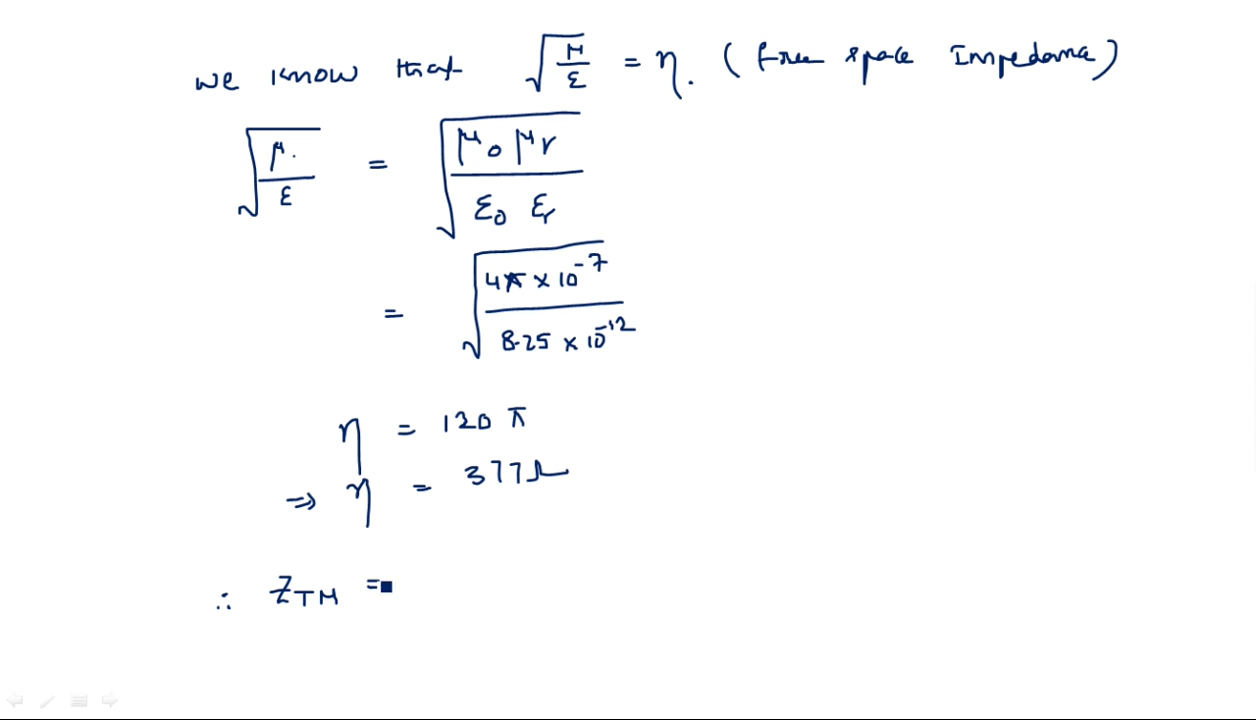 we know that √(μ/ε) = η. (free space Impedance)
√(μ/ε) = √(μ0 μr / ε0 εr)
= √(4π × 10^-7 / 8.25 × 10^-12)
η = 120 π
⇒ η = 377Ω
∴ ZTM =